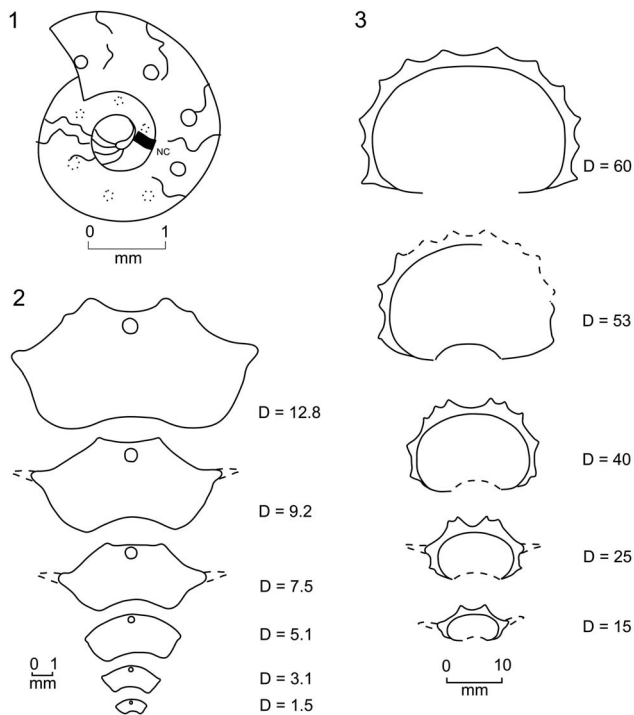 1
NC
0 1
mm
2
D = 12.8
D = 9.2
D = 7.5
D = 5.1
D = 3.1
D = 1.5
0 1
mm
3
D = 60
D = 53
D = 40
D = 25
D = 15
0 10
mm